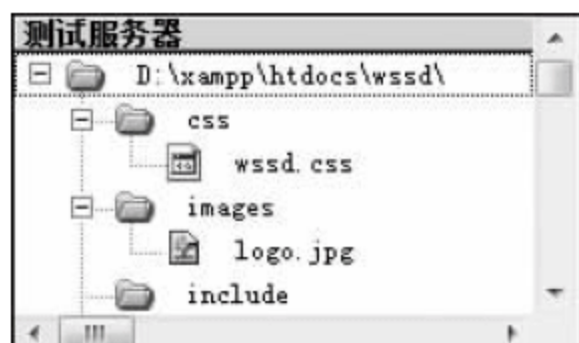 测试服务器
D:\xampp\htdocs\wssd\
css
wssd.css
images
logo.jpg
include